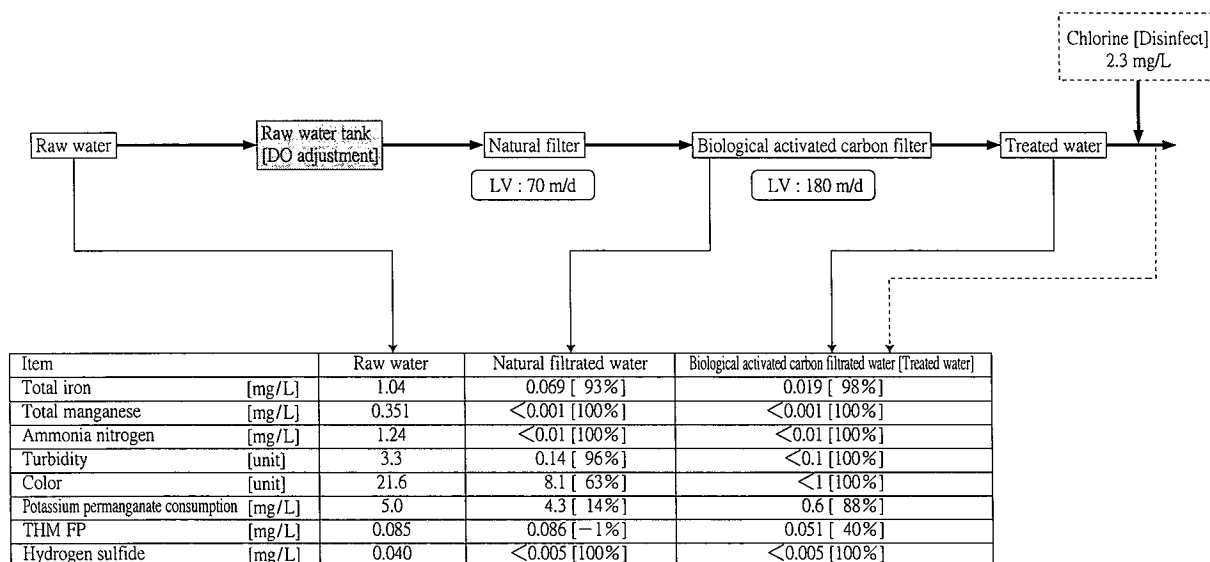 Chlorine [Disinfect]
2.3 mg/L
Raw water
Raw water tank
[DO adjustment]
Natural filter
Biological activated carbon filter
Treated water
LV : 70 m/d
LV : 180 m/d
Item Raw water Natural filtrated water Biological activated carbon filtrated water [Treated water]
Total iron [mg/L] 1.04 0.069 [ 93%] 0.019 [ 98%]
Total manganese [mg/L] 0.351 <0.001 [100%] <0.001 [100%]
Ammonia nitrogen [mg/L] 1.24 <0.01 [100%] <0.01 [100%]
Turbidity [unit] 3.3 0.14 [ 96%] <0.1 [100%]
Color [unit] 21.6 8.1 [ 63%] <1 [100%]
Potassium permanganate consumption [mg/L] 5.0 4.3 [ 14%] 0.6 [ 88%]
THM FP [mg/L] 0.085 0.086 [−1%] 0.051 [ 40%]
Hydrogen sulfide [mg/L] 0.040 <0.005 [100%] <0.005 [100%]